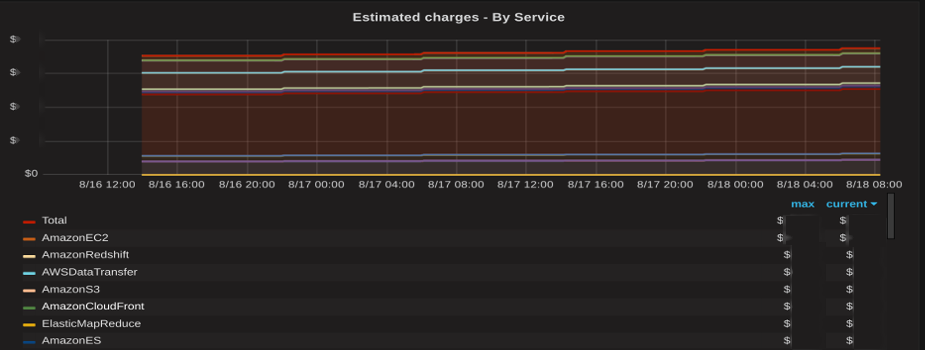 Estimated charges - By Service
$
$
$
$
$0
8/16 12:00 8/16 16:00 8/16 20:00 8/17 00:00 8/17 04:00 8/17 08:00 8/17 12:00 8/17 16:00 8/17 20:00 8/18 00:00 8/18 04:00 8/18 08:00
max current
Total $ $
AmazonEC2 $ $
AmazonRedshift $ $
AWSDataTransfer $ $
AmazonS3 $ $
AmazonCloudFront $ $
ElasticMapReduce $ $
AmazonES $ $